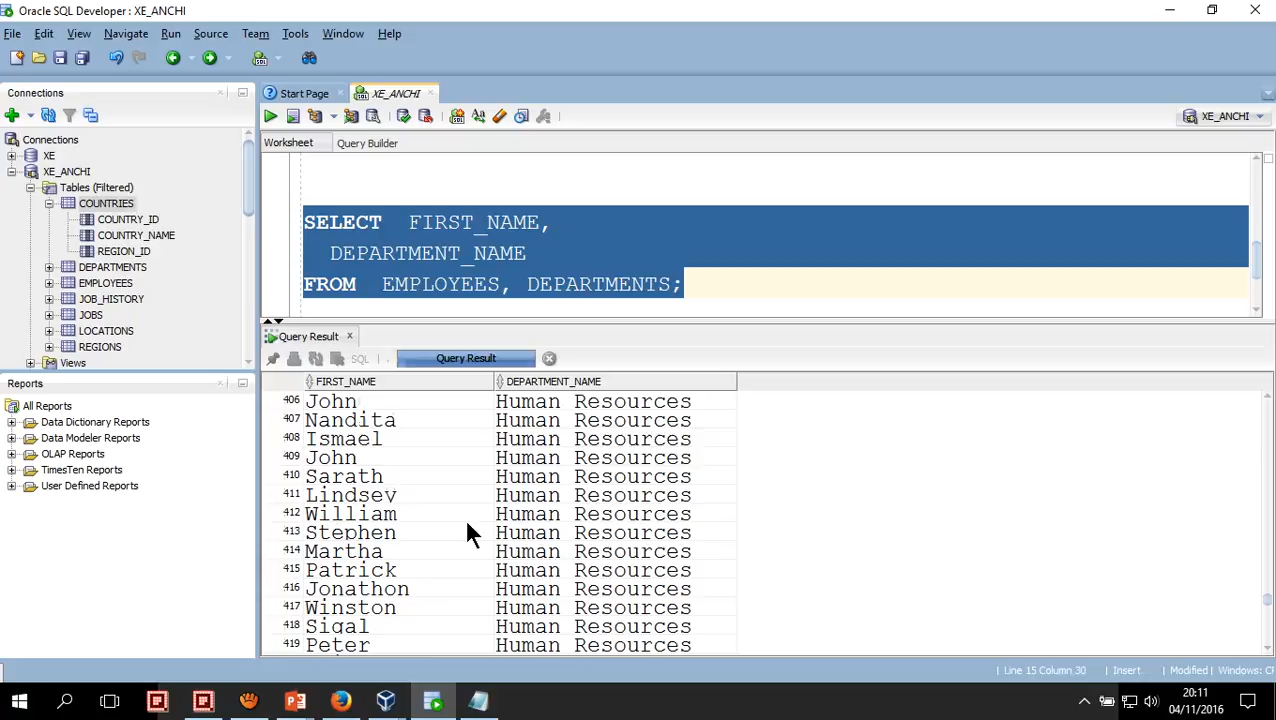 Oracle SQL Developer : XE_ANCHI
File Edit View Navigate Run Source Team Tools Window Help
Connections
Start Page
XE_ANCHI
XE_ANCHI
Connections
XE
XE_ANCHI
Tables (Filtered)
COUNTRIES
COUNTRY_ID
COUNTRY_NAME
REGION_ID
DEPARTMENTS
EMPLOYEES
JOB_HISTORY
JOBS
LOCATIONS
REGIONS
Views
Reports
All Reports
Data Dictionary Reports
Data Modeler Reports
OLAP Reports
TimesTen Reports
User Defined Reports
Worksheet Query Builder
SELECT FIRST_NAME,
DEPARTMENT_NAME
FROM EMPLOYEES, DEPARTMENTS;
Query Result
SQL
Query Result
FIRST_NAME DEPARTMENT_NAME
406 John Human Resources
407 Nandita Human Resources
408 Ismael Human Resources
409 John Human Resources
410 Sarath Human Resources
411 Lindsey Human Resources
412 William Human Resources
413 Stephen Human Resources
414 Martha Human Resources
415 Patrick Human Resources
416 Jonathon Human Resources
417 Winston Human Resources
418 Sigal Human Resources
419 Peter Human Resources
Line 15 Column 30 Insert Modified Windows: CF
20:11
04/11/2016